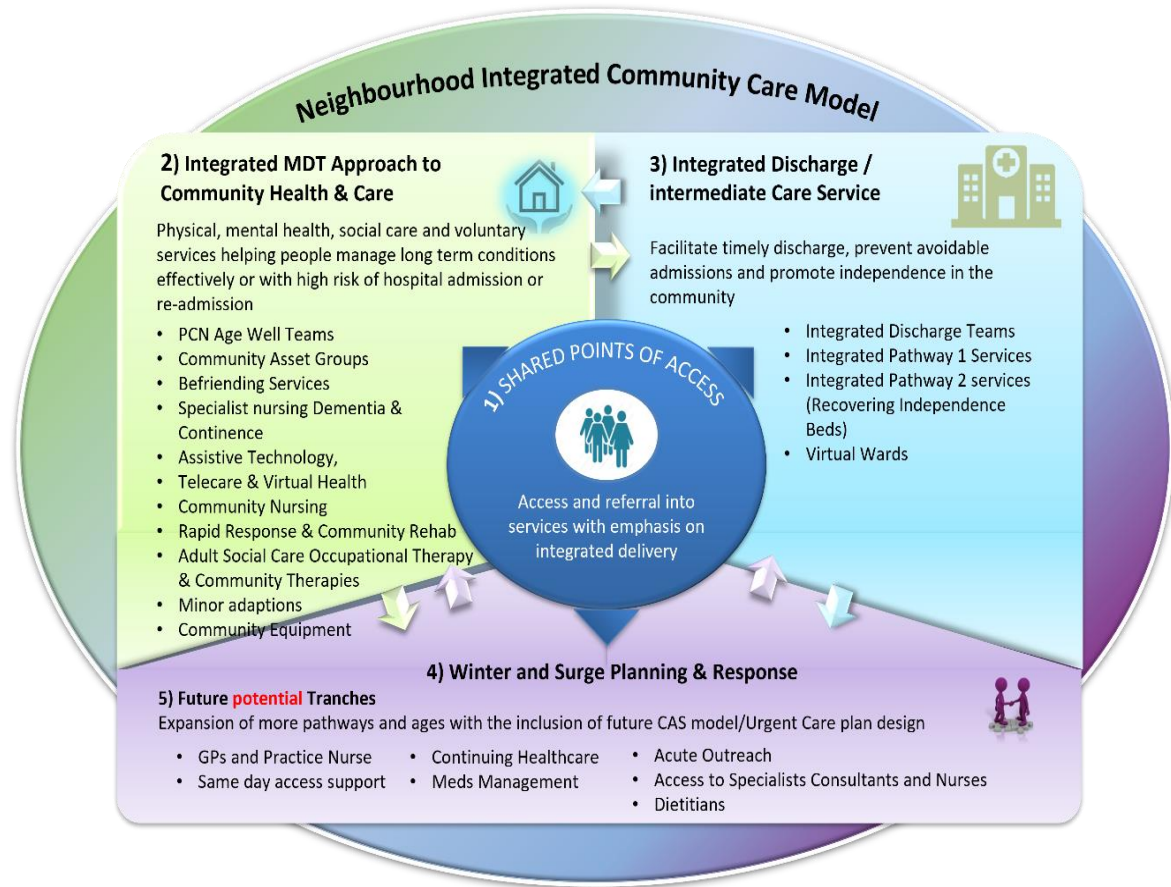 Neighbourhood Integrated Community Care Model
2) Integrated MDT Approach to
Community Health & Care
Physical, mental health, social care and voluntary
services helping people manage long term conditions
effectively or with high risk of hospital admission or
re-admission
• PCN Age Well Teams
• Community Asset Groups
• Befriending Services
• Specialist nursing Dementia &
Continence
• Assistive Technology,
• Telecare & Virtual Health
• Community Nursing
• Rapid Response & Community Rehab
• Adult Social Care Occupational Therapy
& Community Therapies
• Minor adaptions
• Community Equipment
3) Integrated Discharge /
intermediate Care Service
Facilitate timely discharge, prevent avoidable
admissions and promote independence in the
community
• Integrated Discharge Teams
• Integrated Pathway 1 Services
• Integrated Pathway 2 services
(Recovering Independence
Beds)
• Virtual Wards
1) SHARED POINTS OF ACCESS
Access and referral into
services with emphasis on
integrated delivery
4) Winter and Surge Planning & Response
5) Future potential Tranches
Expansion of more pathways and ages with the inclusion of future CAS model/Urgent Care plan design
• GPs and Practice Nurse
• Same day access support
• Continuing Healthcare
• Meds Management
• Acute Outreach
• Access to Specialists Consultants and Nurses
• Dietitians